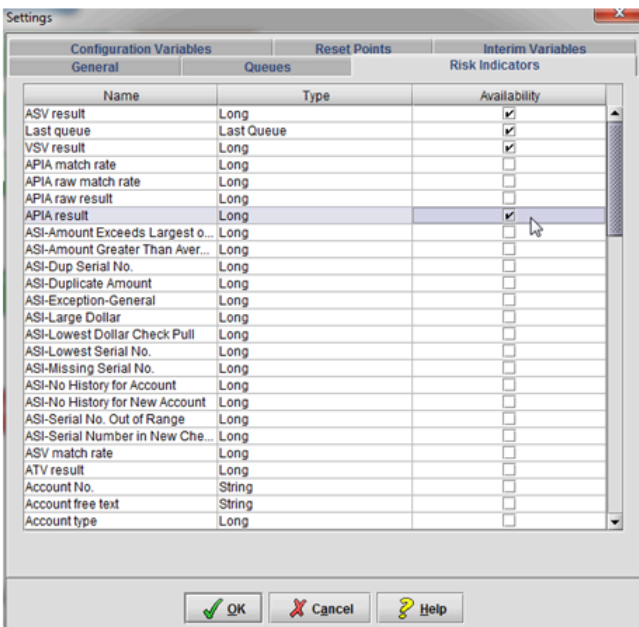 Settings
Configuration Variables Reset Points Interim Variables
General Queues Risk Indicators
Name Type Availability
ASV result Long
Last queue Last Queue
VSV result Long
APIA match rate Long
APIA raw match rate Long
APIA raw result Long
APIA result Long
ASI-Amount Exceeds Largest o... Long
ASI-Amount Greater Than Aver... Long
ASI-Dup Serial No. Long
ASI-Duplicate Amount Long
ASI-Exception-General Long
ASI-Large Dollar Long
ASI-Lowest Dollar Check Pull Long
ASI-Lowest Serial No. Long
ASI-Missing Serial No. Long
ASI-No History for Account Long
ASI-No History for New Account Long
ASI-Serial No. Out of Range Long
ASI-Serial Number in New Che... Long
ASV match rate Long
ATV result Long
Account No. String
Account free text String
Account type Long
OK Cancel Help